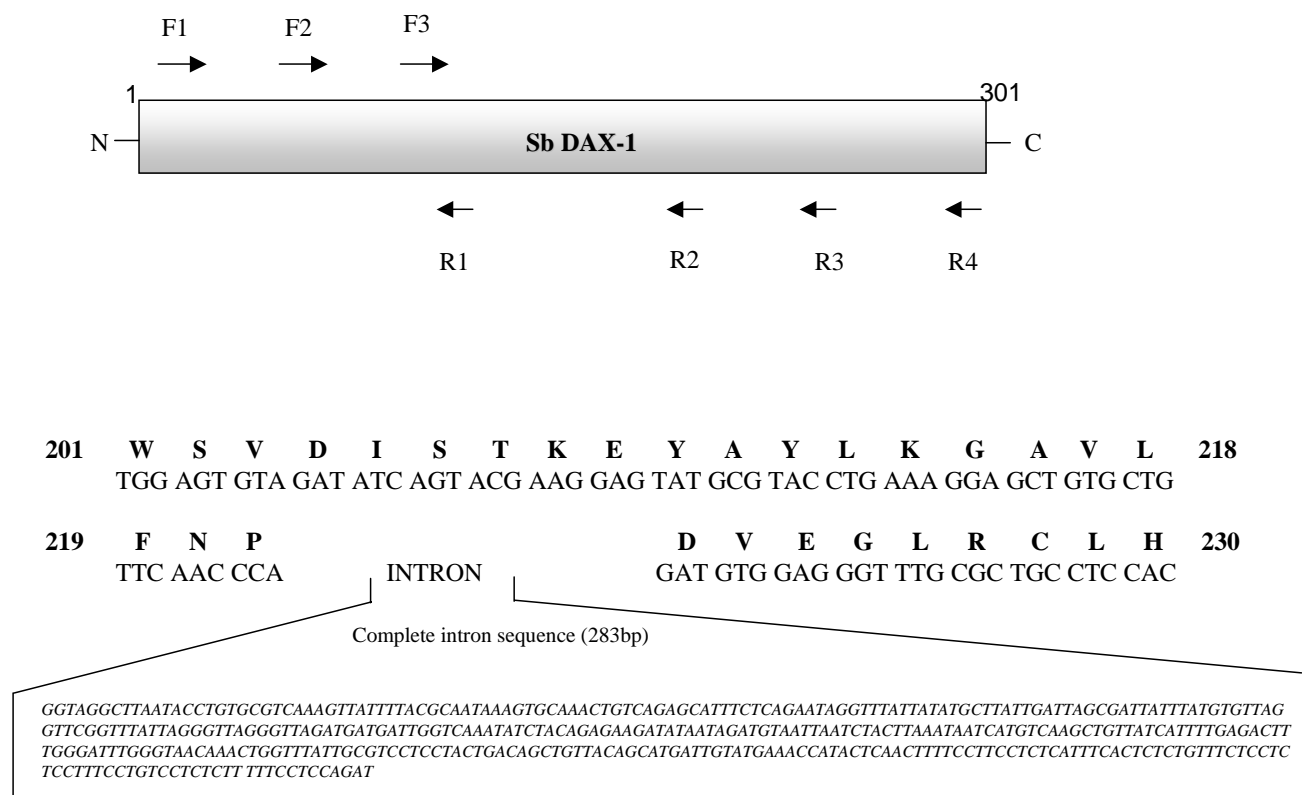 F1 F2 F3
1 301
N Sb DAX-1 C
R1 R2 R3 R4
201 W S V D I S T K E Y A Y L K G A V L 218
TGG AGT GTA GAT ATC AGT ACG AAG GAG TAT GCG TAC CTG AAA GGA GCT GTG CTG
219 F N P D V E G L R C L H 230
TTC AAC CCA INTRON GAT GTG GAG GGT TTG CGC TGC CTC CAC
Complete intron sequence (283bp)
GGTAGGCTTAATACCTGTGCGTCAAAGTTATTTTACGCAATAAAGTGCAAACTGTCAGAGCATTTCTCAGAATAGGTTTATTATATGCTTATTGATTAGCGATTATTTATGTGTTAG
GTTCGGTTTATTAGGGTTAGGGTTAGATGATGATTGGTCAAATATCTACAGAGAAGATATAATAGATGTAATTAATCTACTTAAATAATCATGTCAAGCTGTTATCATTTTGAGACTT
TGGGATTTGGGTAACAAACTGGTTTATTGCGTCCTCCTACTGACAGCTGTTACAGCATGATTGTATGAAACCATACTCAACTTTTCCTTCCTCTCATTTCACTCTCTGTTTCTCCTC
TCCTTTCCTGTCCTCTCTT TTTCCTCCAGAT